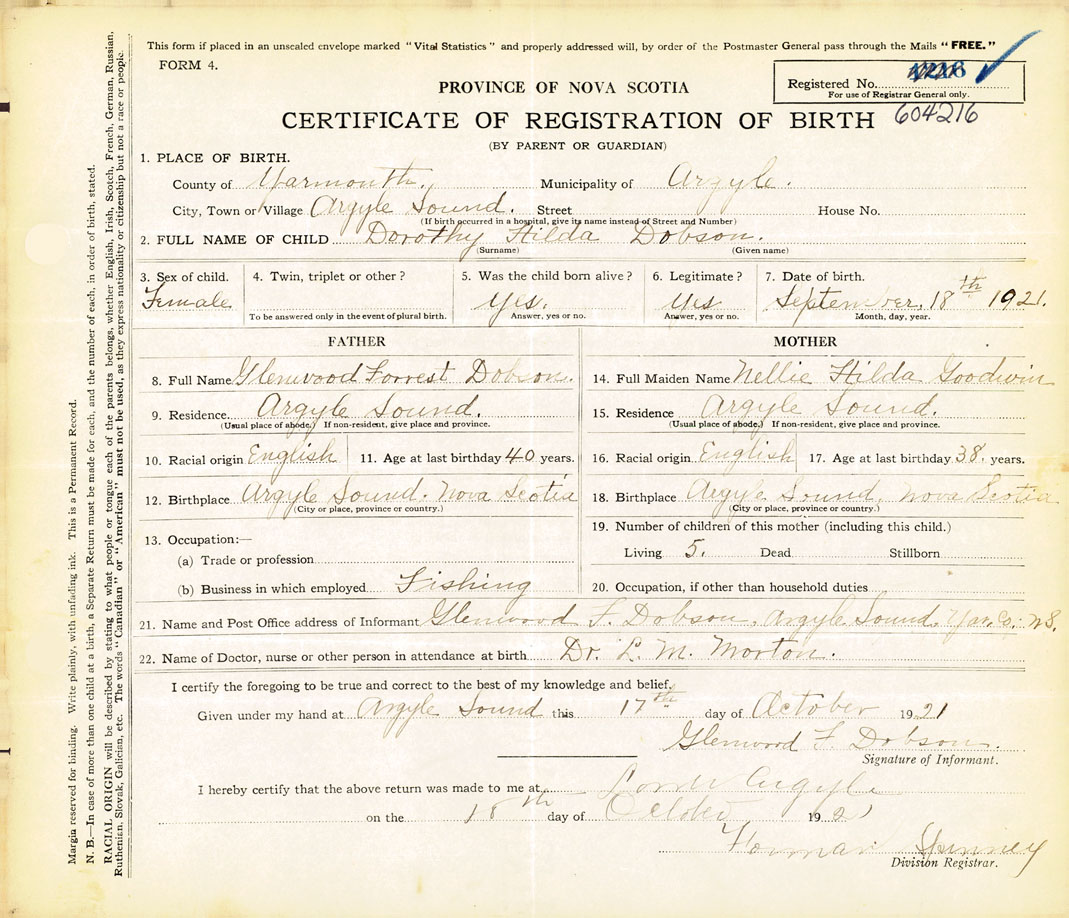 This form if placed in an unsealed envelope marked "Vital Statistics" and properly addressed will, by order of the Postmaster General pass through the Mails "FREE."
FORM 4.
PROVINCE OF NOVA SCOTIA
Registered No.
For use of Registrar General only.
604216
CERTIFICATE OF REGISTRATION OF BIRTH
(BY PARENT OR GUARDIAN)
1. PLACE OF BIRTH.
County of Yarmouth. Municipality of Argyle.
City, Town or Village Argyle Sound. Street House No.
(If birth occurred in a hospital, give its name instead of Street and Number)
2. FULL NAME OF CHILD Dorothy Hilda Dobson.
(Surname) (Given name)
3. Sex of child. 4. Twin, triplet or other? 5. Was the child born alive? 6. Legitimate? 7. Date of birth.
Female Yes. Yes September, 18th 1921.
To be answered only in the event of plural birth. Answer, yes or no. Answer, yes or no. Month, day, year.
FATHER
8. Full Name Glenwood Forrest Dobson.
9. Residence Argyle Sound.
(Usual place of abode.) If non-resident, give place and province.
10. Racial origin English 11. Age at last birthday 40 years.
12. Birthplace Argyle Sound. Nova Scotia
(City or place, province or country.)
13. Occupation:—
(a) Trade or profession
(b) Business in which employed Fishing
MOTHER
14. Full Maiden Name Nellie Hilda Goodwin
15. Residence Argyle Sound.
(Usual place of abode.) If non-resident, give place and province.
16. Racial origin English 17. Age at last birthday 38. years.
18. Birthplace Argyle Sound, Nova Scotia
(City or place, province or country.)
19. Number of children of this mother (including this child.)
Living 5. Dead Stillborn
20. Occupation, if other than household duties
21. Name and Post Office address of Informant Glenwood F. Dobson, Argyle Sound, Yar. Co. N.S.
22. Name of Doctor, nurse or other person in attendance at birth Dr. L. M. Morton.
I certify the foregoing to be true and correct to the best of my knowledge and belief.
Given under my hand at Argyle Sound this 17th day of October 1921
Glenwood F. Dobson.
Signature of Informant.
I hereby certify that the above return was made to me at Argyle
on the 18th day of October 1921
Norman
Division Registrar.
Margin reserved for binding. Write plainly, with unfading ink. This is a Permanent Record.
N. B.—In case of more than one child at a birth, a Separate Return must be made for each, and the number of each, in order of birth, stated.
RACIAL ORIGIN will be described by stating to what people or tongue each of the parents belongs, whether English, Irish, Scotch, French, German, Russian,
Ruthenian, Slovak, Galician, etc. The words "Canadian" or "American" must not be used, as they express nationality or citizenship but not a race or people.